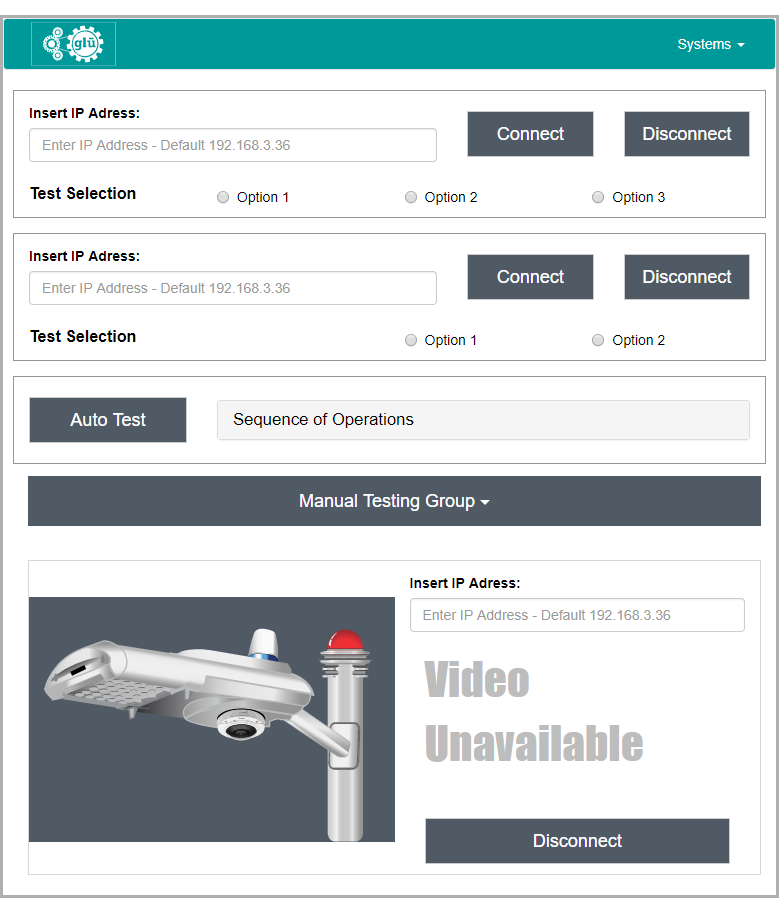 glü
Systems
Insert IP Adress:
Enter IP Address - Default 192.168.3.36
Connect
Disconnect
Test Selection
Option 1
Option 2
Option 3
Insert IP Adress:
Enter IP Address - Default 192.168.3.36
Connect
Disconnect
Test Selection
Option 1
Option 2
Auto Test
Sequence of Operations
Manual Testing Group
Insert IP Adress:
Enter IP Address - Default 192.168.3.36
Video
Unavailable
Disconnect